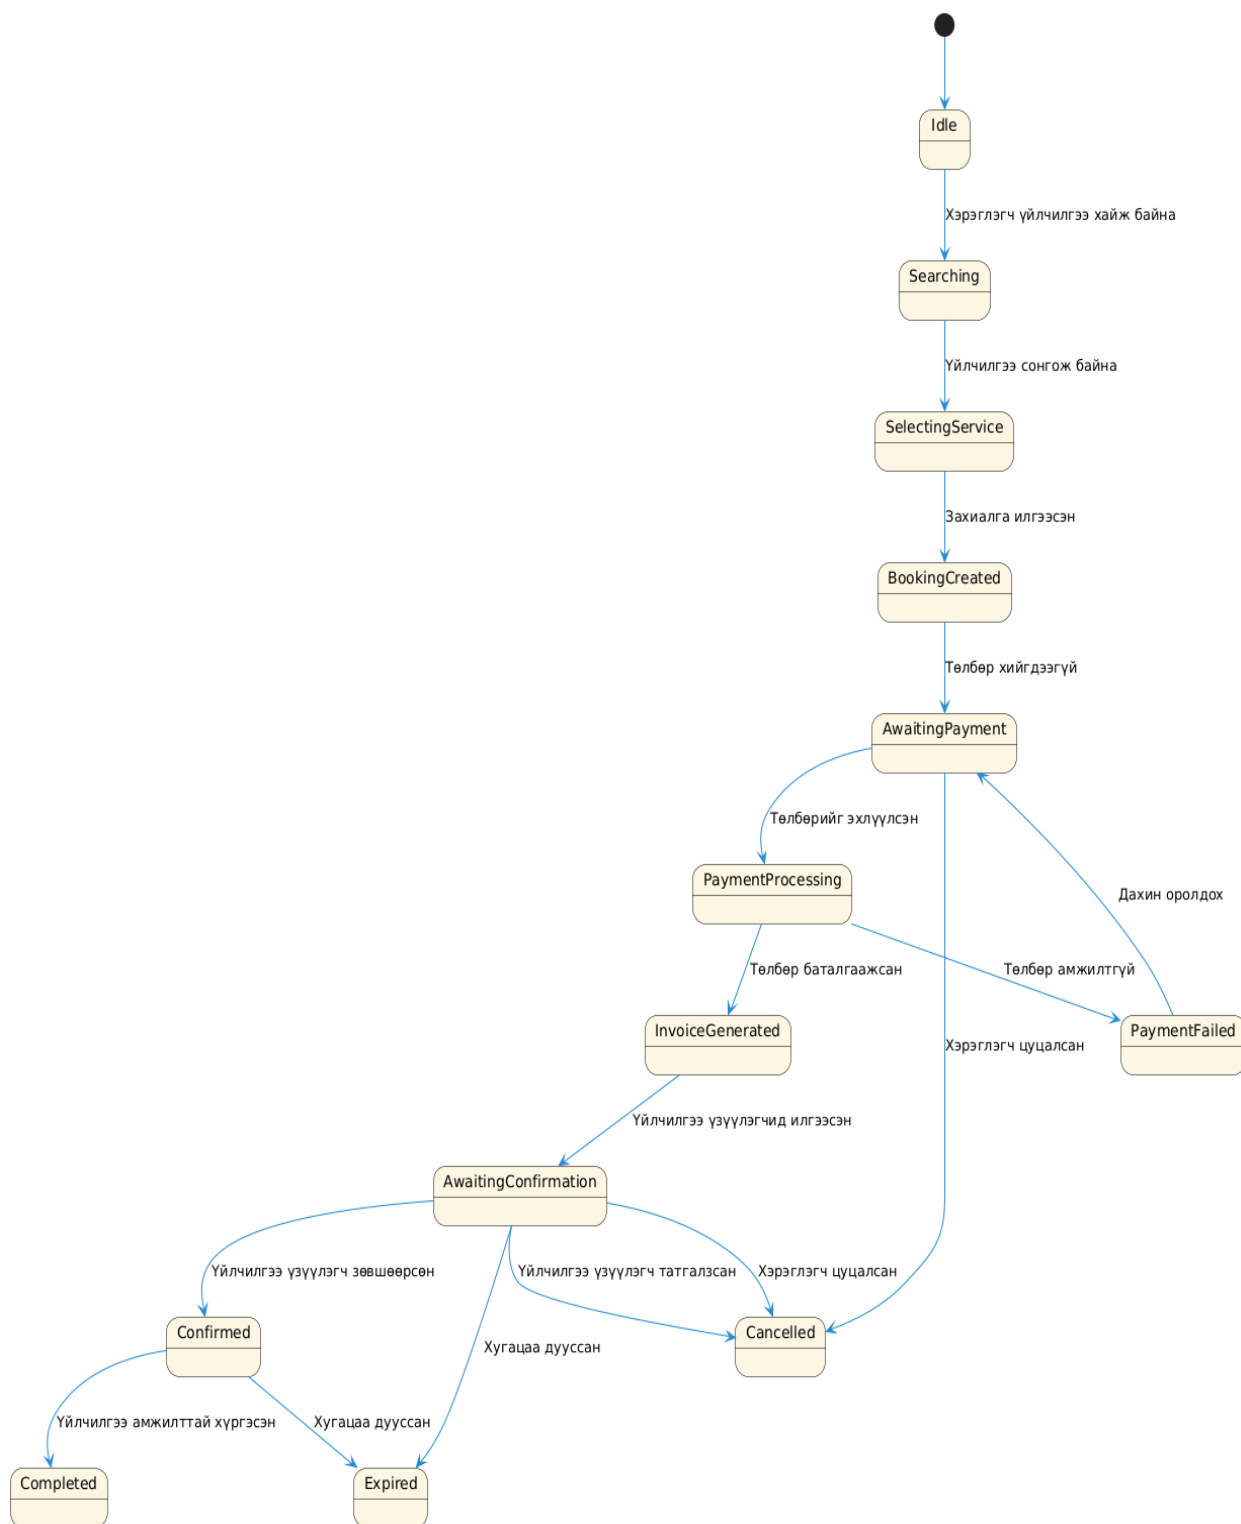 Idle
Хэрэглэгч үйлчилгээ хайж байна
Searching
Үйлчилгээ сонгож байна
SelectingService
Захиалга илгээсэн
BookingCreated
Төлбөр хийгдээгүй
AwaitingPayment
Төлбөрийг эхлүүлсэн
PaymentProcessing
Дахин оролдох
Төлбөр баталгаажсан
Төлбөр амжилтгүй
InvoiceGenerated
PaymentFailed
Хэрэглэгч цуцалсан
Үйлчилгээ үзүүлэгчид илгээсэн
AwaitingConfirmation
Үйлчилгээ үзүүлэгч зөвшөөрсөн
Үйлчилгээ үзүүлэгч татгалзсан
Хэрэглэгч цуцалсан
Confirmed
Cancelled
Хугацаа дууссан
Үйлчилгээ амжилттай хүргэсэн
Хугацаа дууссан
Completed
Expired